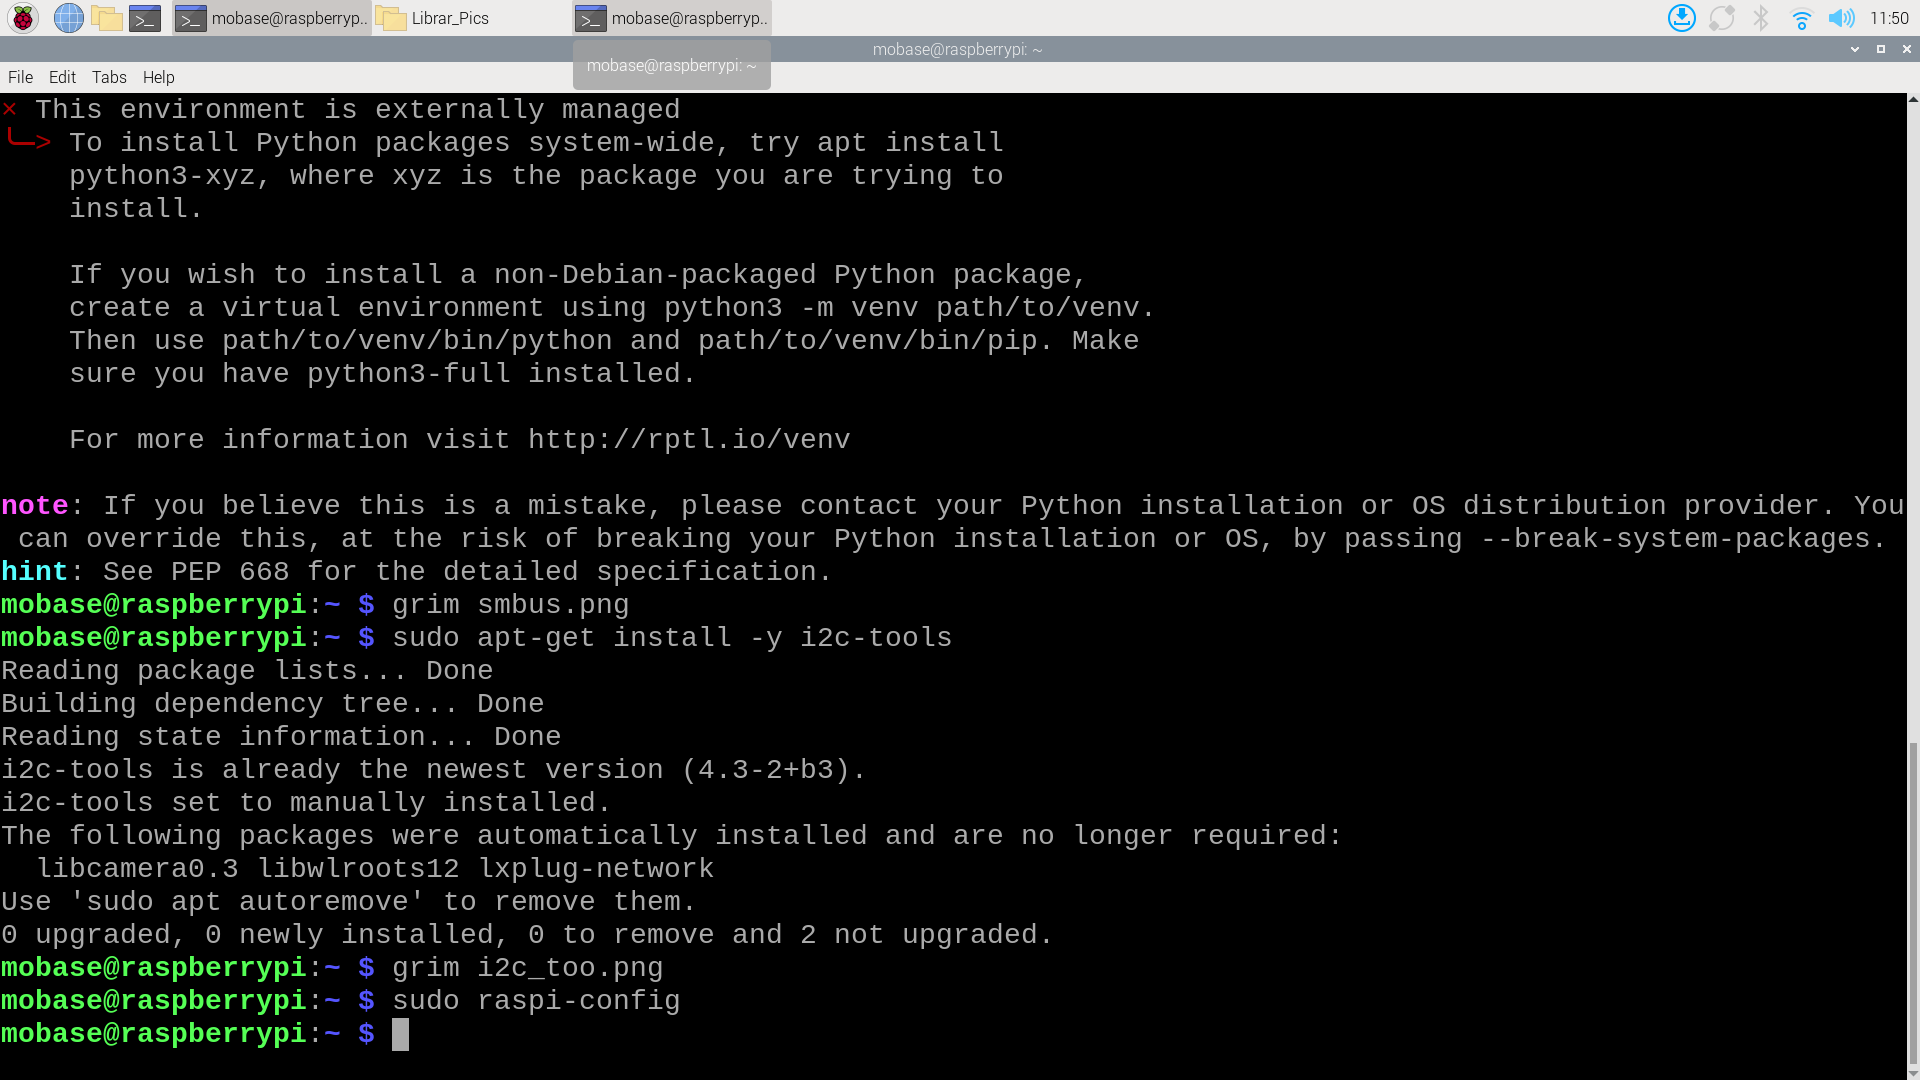 mobase@raspberryp.. Librar_Pics mobase@raspberryp.. 11:50
mobase@raspberrypi: ~
mobase@raspberrypi: ~
File Edit Tabs Help
× This environment is externally managed
╰─> To install Python packages system-wide, try apt install
    python3-xyz, where xyz is the package you are trying to
    install.

    If you wish to install a non-Debian-packaged Python package,
    create a virtual environment using python3 -m venv path/to/venv.
    Then use path/to/venv/bin/python and path/to/venv/bin/pip. Make
    sure you have python3-full installed.

    For more information visit http://rptl.io/venv

note: If you believe this is a mistake, please contact your Python installation or OS distribution provider. You
 can override this, at the risk of breaking your Python installation or OS, by passing --break-system-packages.
hint: See PEP 668 for the detailed specification.
mobase@raspberrypi:~ $ grim smbus.png
mobase@raspberrypi:~ $ sudo apt-get install -y i2c-tools
Reading package lists... Done
Building dependency tree... Done
Reading state information... Done
i2c-tools is already the newest version (4.3-2+b3).
i2c-tools set to manually installed.
The following packages were automatically installed and are no longer required:
  libcamera0.3 libwlroots12 lxplug-network
Use 'sudo apt autoremove' to remove them.
0 upgraded, 0 newly installed, 0 to remove and 2 not upgraded.
mobase@raspberrypi:~ $ grim i2c_too.png
mobase@raspberrypi:~ $ sudo raspi-config
mobase@raspberrypi:~ $